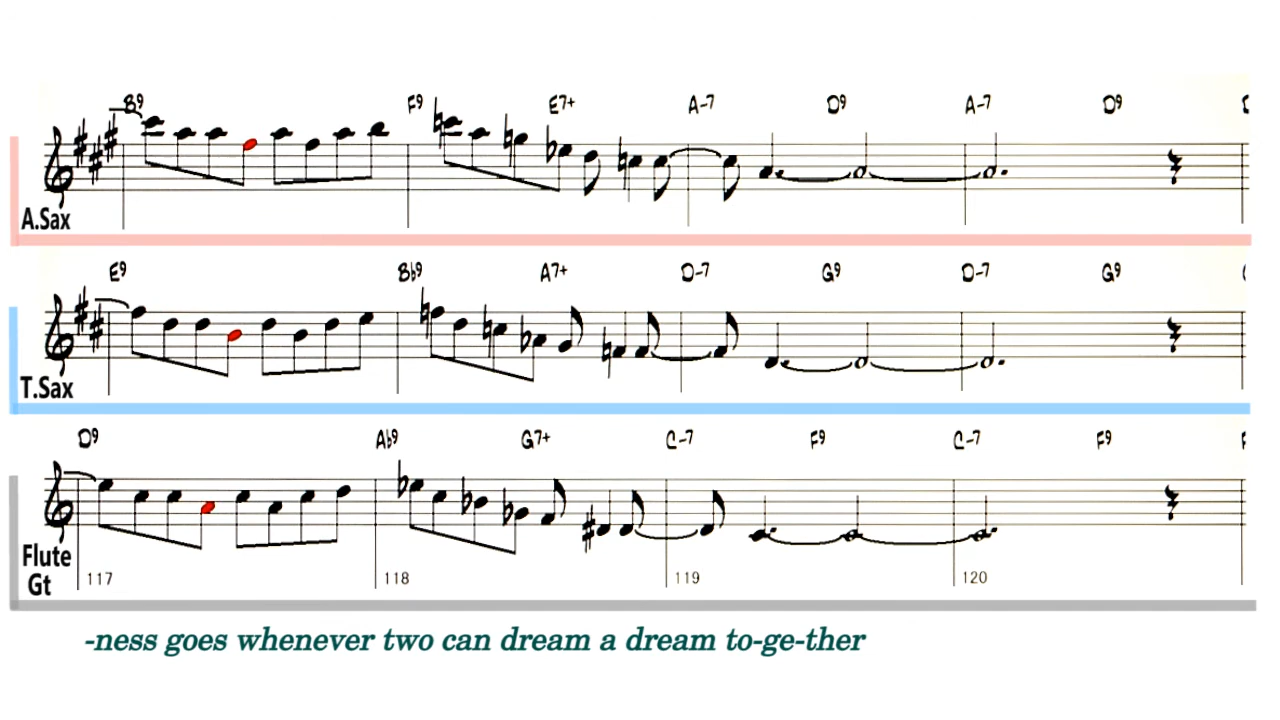 B9 F9 E7+ A-7 D9 A-7 D9
A.Sax
E9 Bb9 A7+ D-7 G9 D-7 G9
T.Sax
D9 Ab9 G7+ C-7 F9 C-7 F9
Flute
Gt
117 118 119 120
-ness goes whenever two can dream a dream to-ge-ther